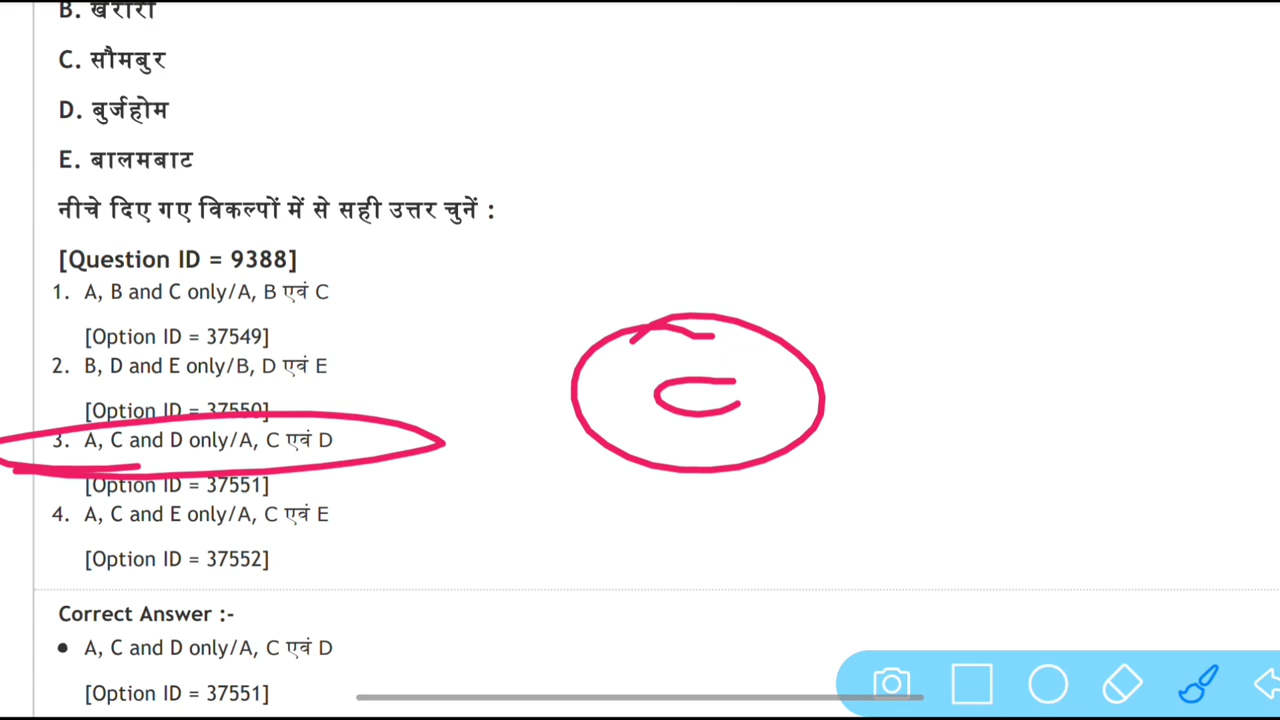 B. खेरारा
C. सौमबुर
D. बुर्जहोम
E. बालमबाट
नीचे दिए गए विकल्पों में से सही उत्तर चुनें :
[Question ID = 9388]
1. A, B and C only/A, B एवं C
[Option ID = 37549]
2. B, D and E only/B, D एवं E
[Option ID = 37550]
3. A, C and D only/A, C एवं D
[Option ID = 37551]
4. A, C and E only/A, C एवं E
[Option ID = 37552]
C
Correct Answer :-
• A, C and D only/A, C एवं D
[Option ID = 37551]